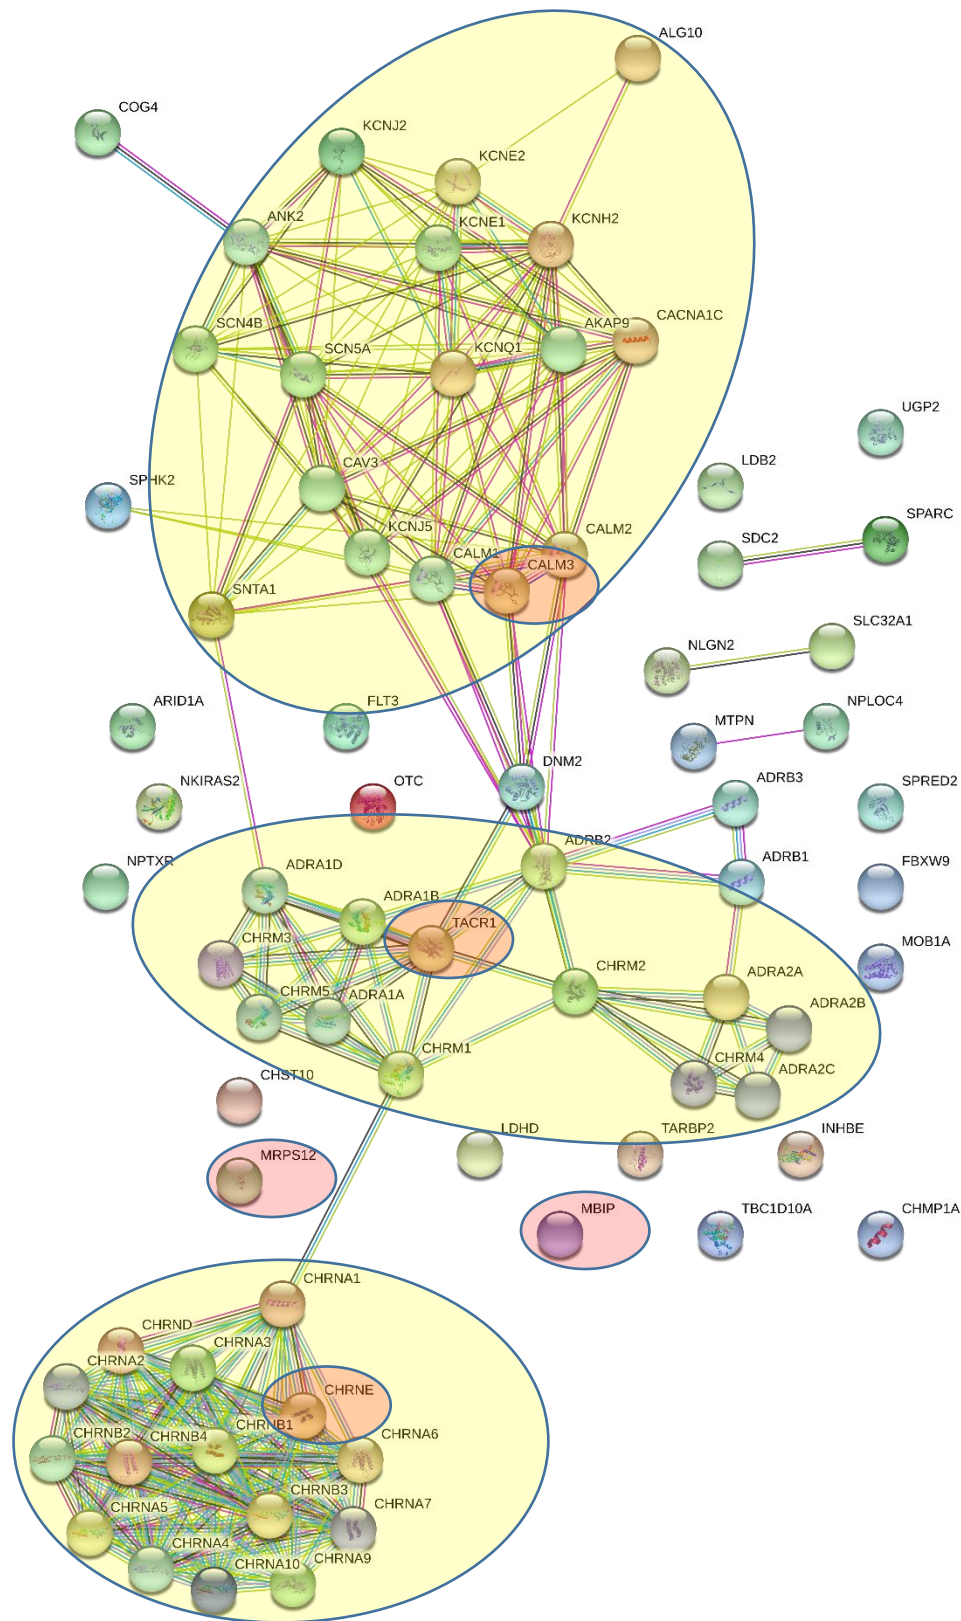 ALG10
COG4
KCNJ2
KCNE2
ANK2
KCNE1
KCNH2
SCN4B
AKAP9
CACNA1C
SCN5A
KCNQ1
UGP2
CAV3
LDB2
SPHK2
SPARC
KCNJ5
CALM2
SDC2
CALM1
CALM3
SNTA1
SLC32A1
NLGN2
ARID1A
FLT3
NPLOC4
MTPN
DNM2
NKIRAS2
OTC
ADRB3
SPRED2
ADRB2
NPTXR
ADRA1D
ADRB1
FBXW9
ADRA1B
TACR1
CHRM3
MOB1A
CHRM2
ADRA2A
CHRM5
ADRA1A
ADRA2B
CHRM1
CHRM4
ADRA2C
CHST10
LDHD
TARBP2
INHBE
MRPS12
MBIP
TBC1D10A
CHMP1A
CHRNA1
CHRND
CHRNA3
CHRNA2
CHRNE
CHRNB1
CHRNB2
CHRNB4
CHRNA6
CHRNB3
CHRNA5
CHRNA7
CHRNA4
CHRNA9
CHRNA10